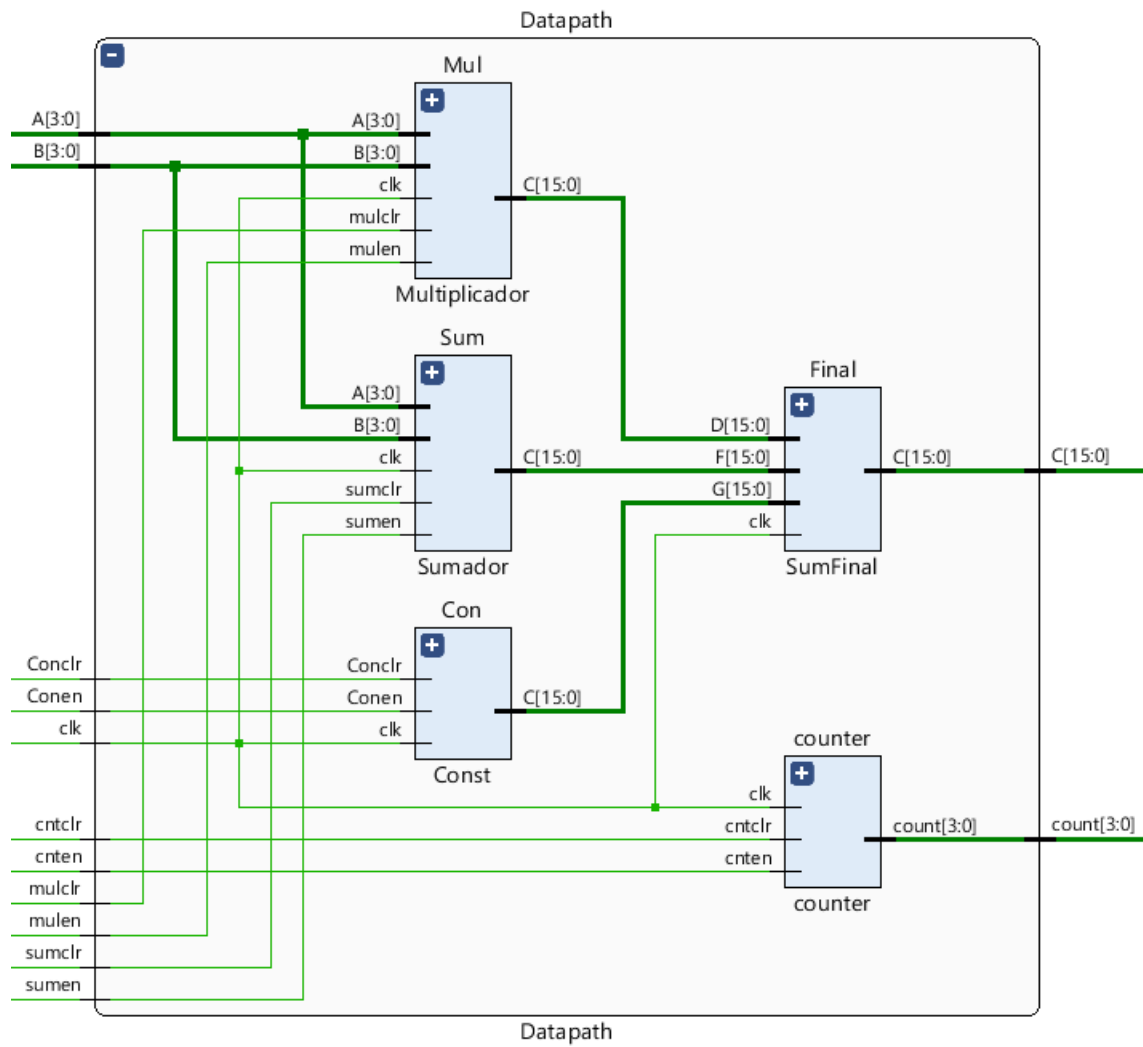 Datapath
Mul
A[3:0]
B[3:0]
A[3:0]
B[3:0]
clk
mulclr
mulen
C[15:0]
Multiplicador
Sum
A[3:0]
B[3:0]
clk
sumclr
sumen
C[15:0]
Sumador
Final
D[15:0]
F[15:0]
G[15:0]
clk
C[15:0]
C[15:0]
SumFinal
Con
Conclr
Conen
clk
Conclr
Conen
clk
C[15:0]
Const
counter
clk
cntclr
cnten
count[3:0]
count[3:0]
counter
cntclr
cnten
mulclr
mulen
sumclr
sumen
Datapath